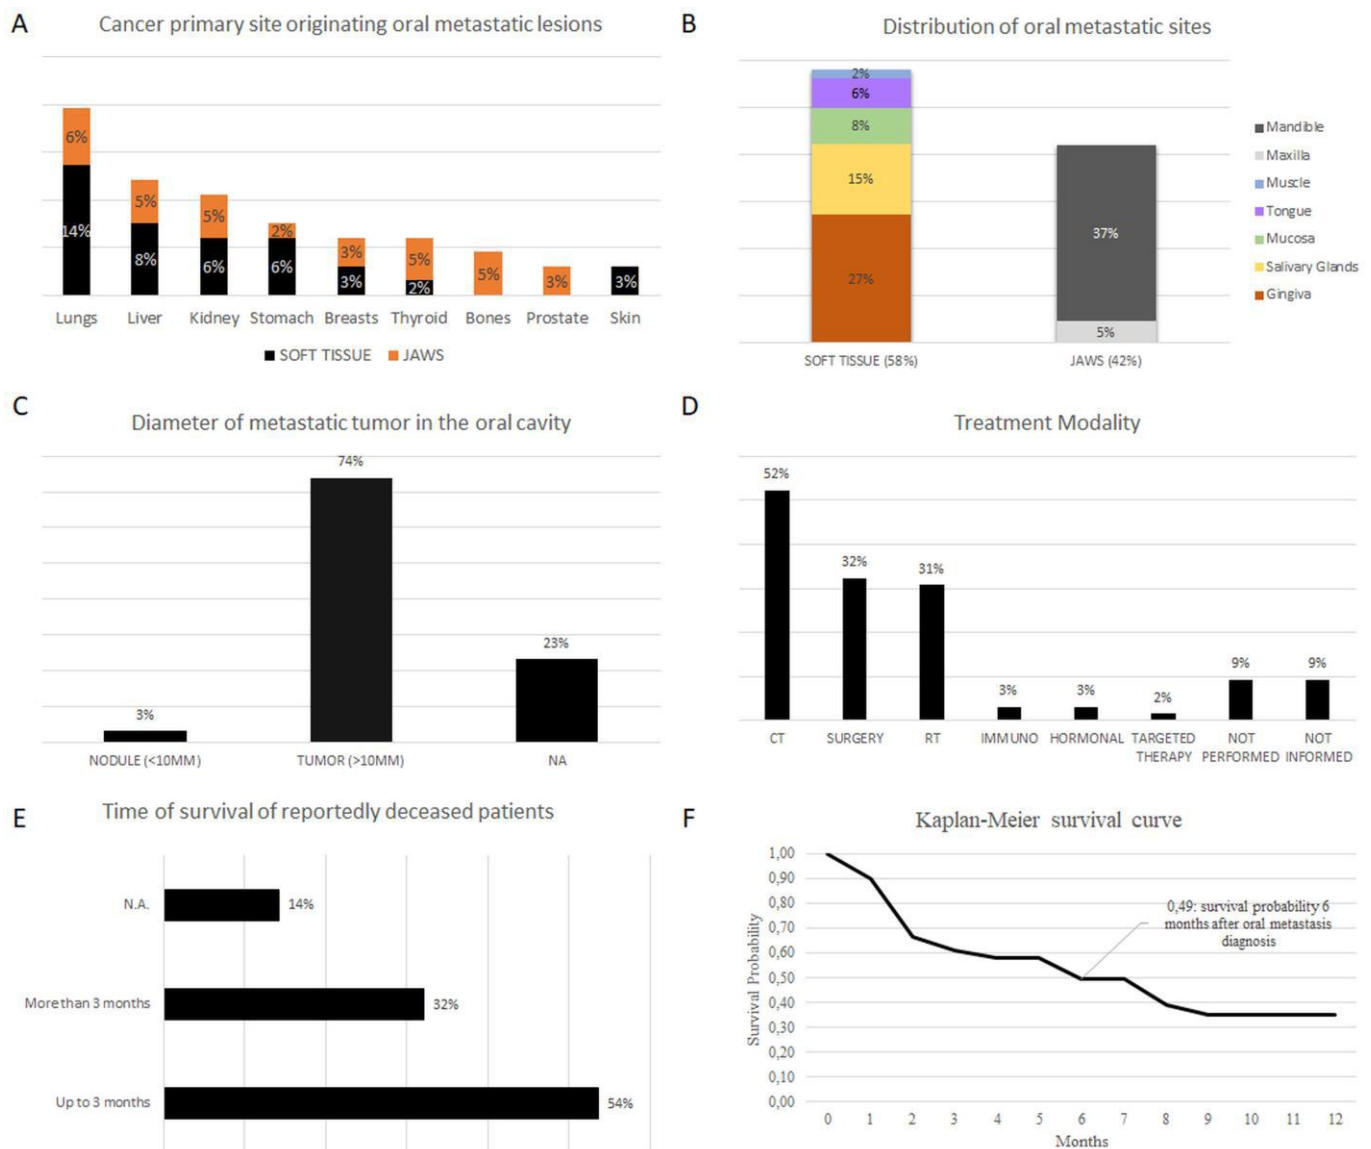 A
Cancer primary site originating oral metastatic lesions
6%
14%
5%
8%
5%
6%
2%
6%
3%
3%
5%
2%
5%
3%
3%
Lungs Liver Kidney Stomach Breasts Thyroid Bones Prostate Skin
SOFT TISSUE JAWS
B
Distribution of oral metastatic sites
2%
6%
8%
15%
27%
37%
5%
SOFT TISSUE (58%) JAWS (42%)
Mandible
Maxilla
Muscle
Tongue
Mucosa
Salivary Glands
Gingiva
C
Diameter of metastatic tumor in the oral cavity
3%
74%
23%
NODULE (<10MM) TUMOR (>10MM) NA
D
Treatment Modality
52%
32%
31%
3%
3%
2%
9%
9%
CT SURGERY RT IMMUNO HORMONAL TARGETED NOT NOT
THERAPY PERFORMED INFORMED
E
Time of survival of reportedly deceased patients
N.A. 14%
More than 3 months 32%
Up to 3 months 54%
F
Kaplan-Meier survival curve
Survival Probability
1,00
0,90
0,80
0,70
0,60
0,50
0,40
0,30
0,20
0,10
0,00
0,49: survival probability 6
months after oral metastasis
diagnosis
0 1 2 3 4 5 6 7 8 9 10 11 12
Months